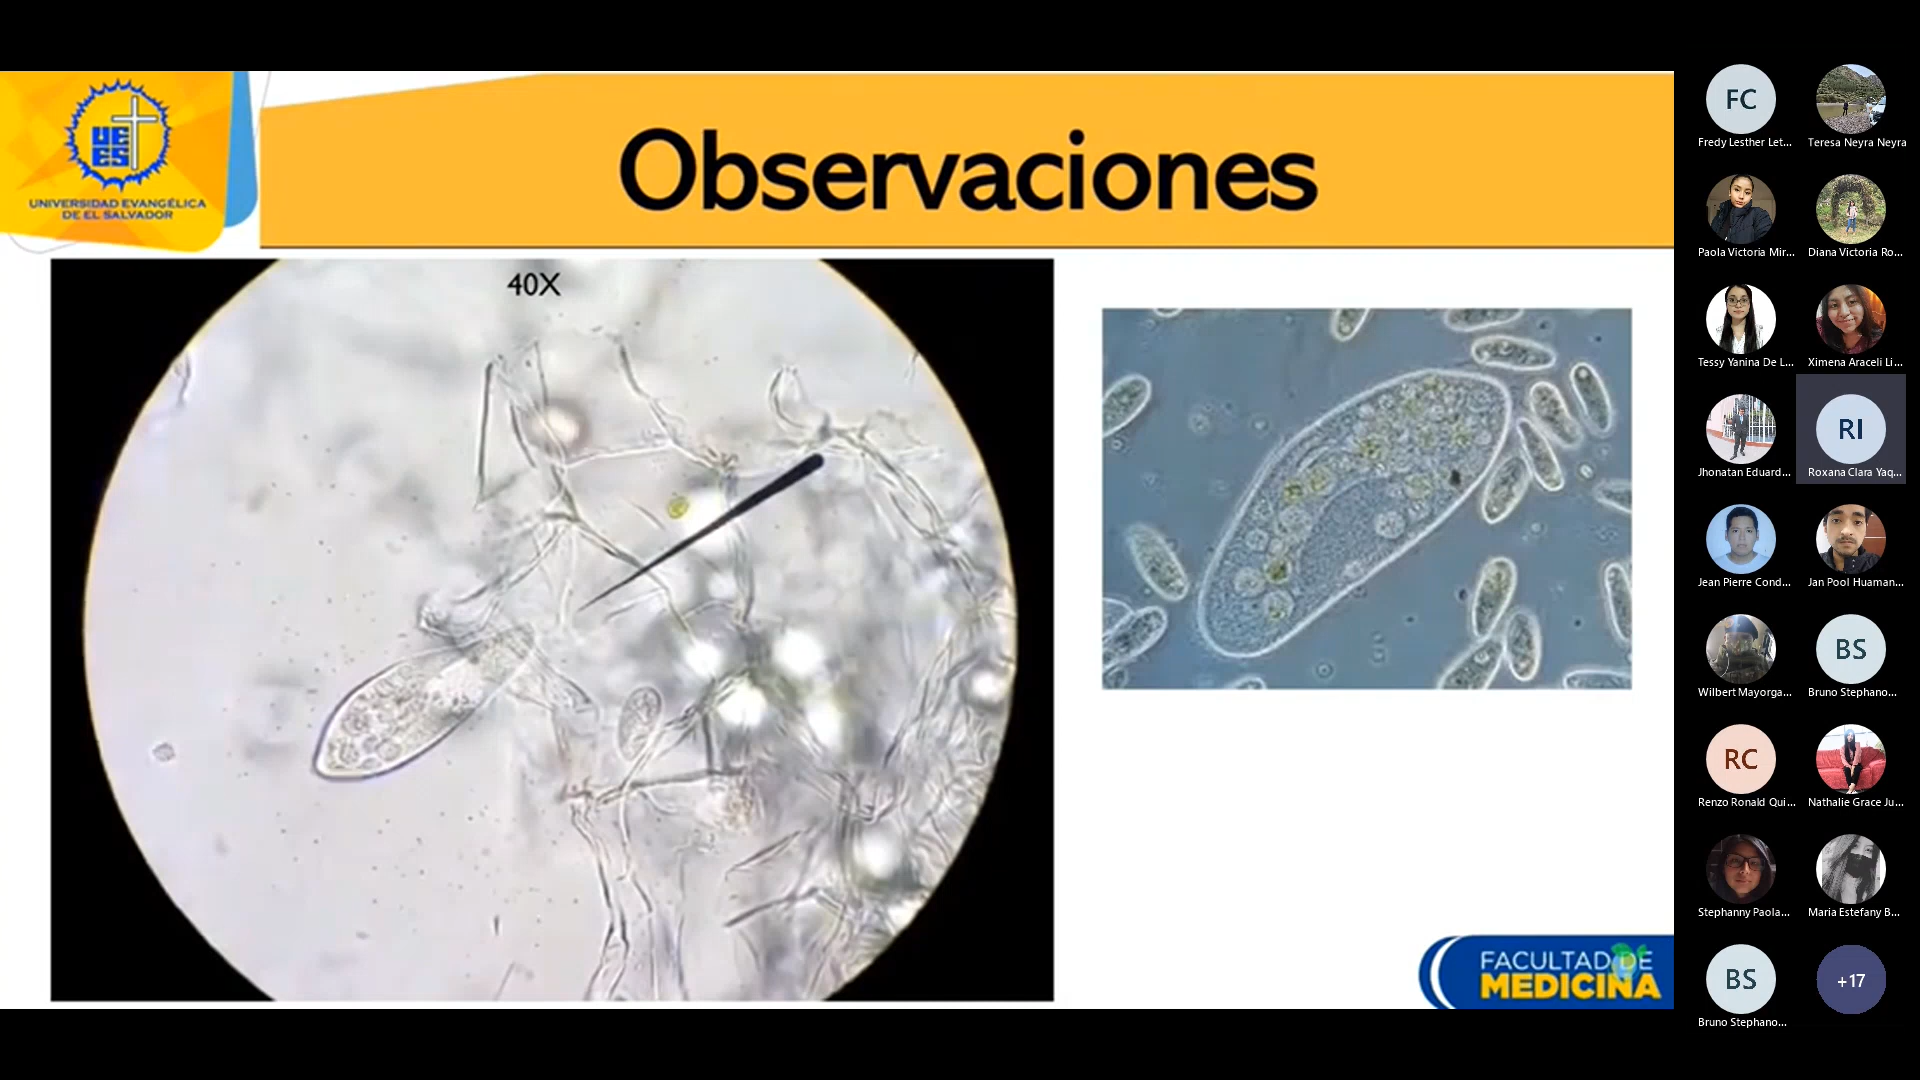 UE
ES
UNIVERSIDAD EVANGÉLICA
DE EL SALVADOR
Observaciones
40X
FACULTAD DE
MEDICINA
FC
Fredy Lesther Let...
Teresa Neyra Neyra
Paola Victoria Mir...
Diana Victoria Ro...
Tessy Yanina De L...
Ximena Araceli Li...
Jhonatan Eduard...
RI
Roxana Clara Yaq...
Jean Pierre Cond...
Jan Pool Huaman...
Wilbert Mayorga...
BS
Bruno Stephano...
RC
Renzo Ronald Qui...
Nathalie Grace Ju...
Stephanny Paola...
Maria Estefany B...
BS
Bruno Stephano...
+17